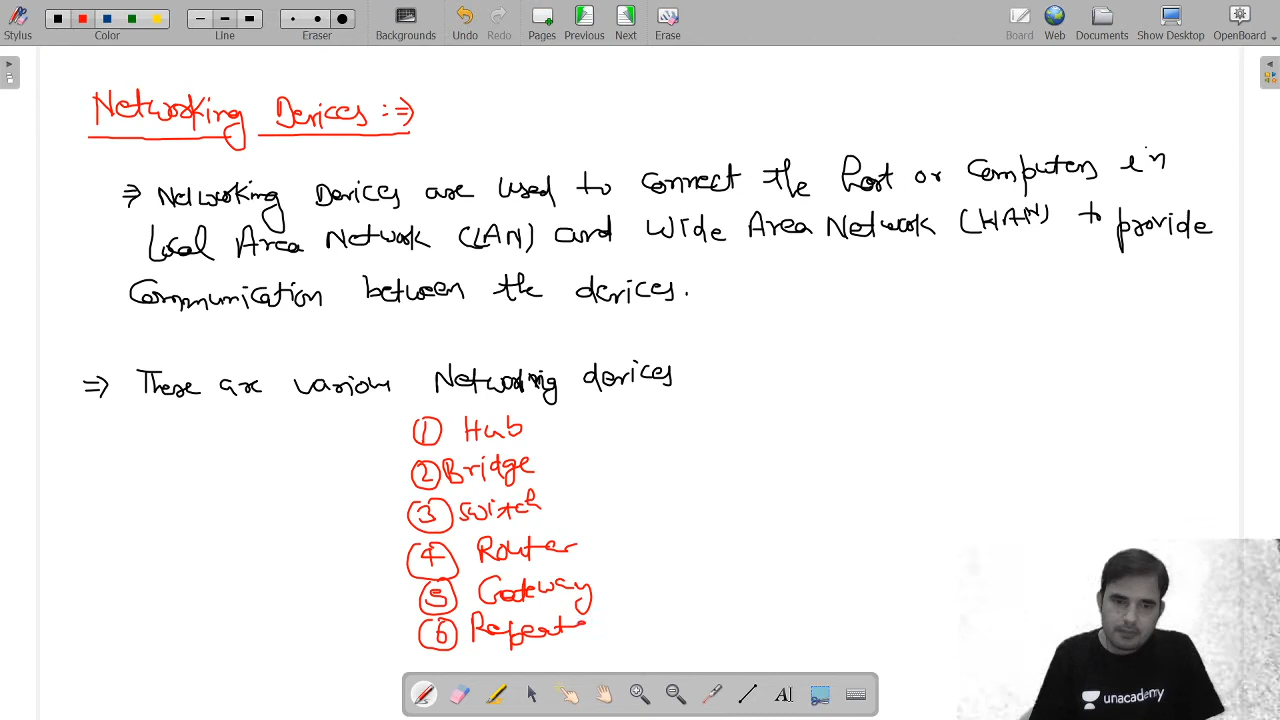 Stylus
Color
Line
Eraser
Backgrounds
Undo
Redo
Pages
Previous
Next
Erase
Board
Web
Documents
Show Desktop
OpenBoard
Networking Devices :⇒
⇒ Networking Devices are used to connect the Host or Computers in
Local Area Network (LAN) and Wide Area Network (WAN) to provide
Communication between the devices.
⇒ These are various Networking devices
① Hub
② Bridge
③ Switch
④ Router
⑤ Gateway
⑥ Repeate
unacademy
AI